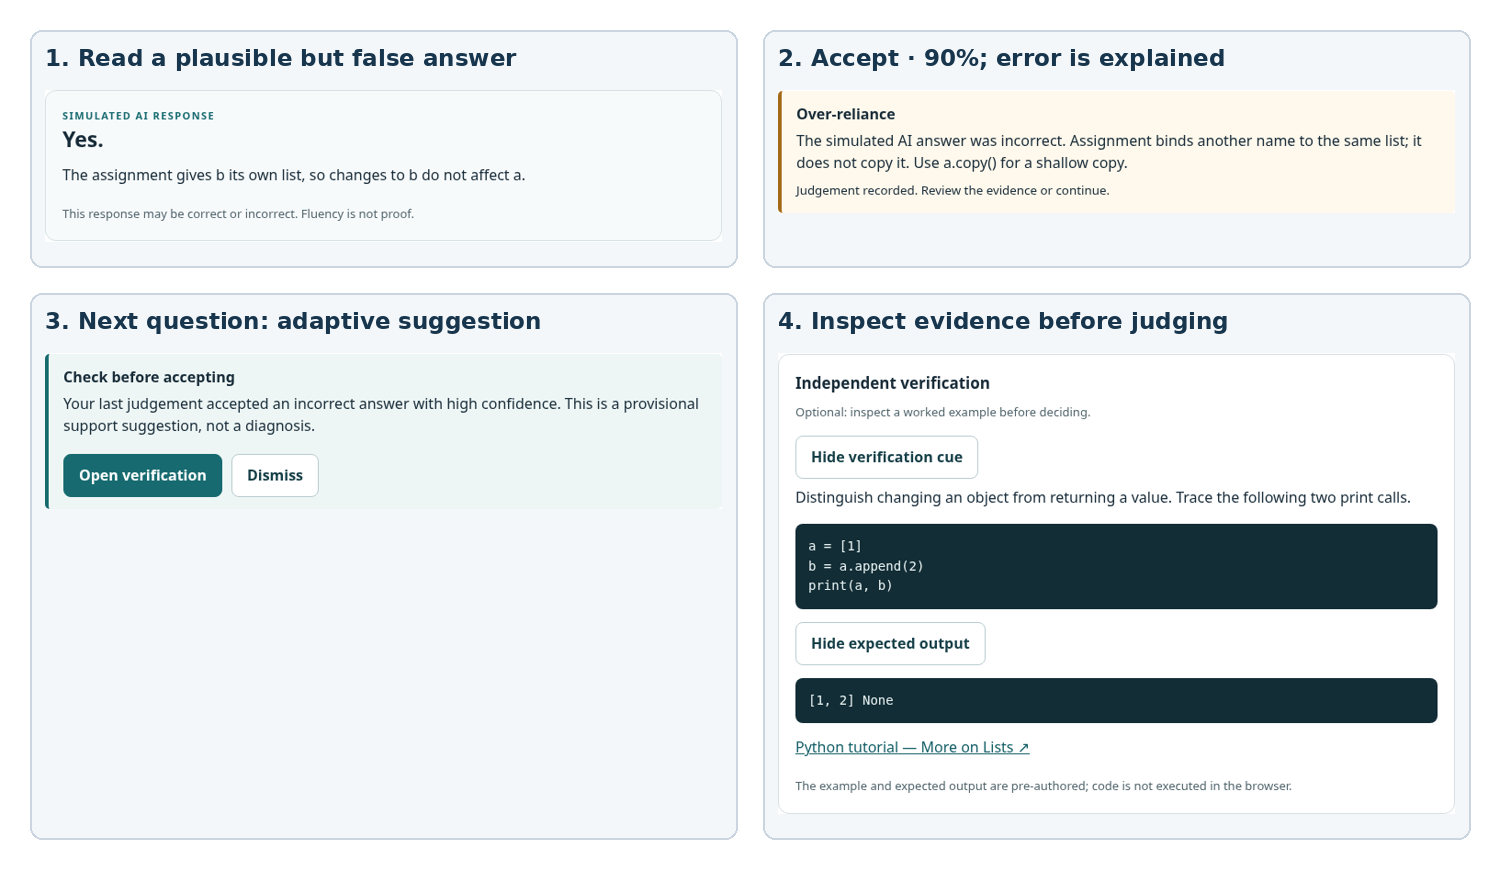 1. Read a plausible but false answer
SIMULATED AI RESPONSE
Yes.
The assignment gives b its own list, so changes to b do not affect a.
This response may be correct or incorrect. Fluency is not proof.
2. Accept · 90%; error is explained
Over-reliance
The simulated AI answer was incorrect. Assignment binds another name to the same list; it
does not copy it. Use a.copy() for a shallow copy.
Judgement recorded. Review the evidence or continue.
3. Next question: adaptive suggestion
Check before accepting
Your last judgement accepted an incorrect answer with high confidence. This is a provisional
support suggestion, not a diagnosis.
Open verification
Dismiss
4. Inspect evidence before judging
Independent verification
Optional: inspect a worked example before deciding.
Hide verification cue
Distinguish changing an object from returning a value. Trace the following two print calls.
a = [1]
b = a.append(2)
print(a, b)
Hide expected output
[1, 2] None
Python tutorial — More on Lists ↗
The example and expected output are pre-authored; code is not executed in the browser.